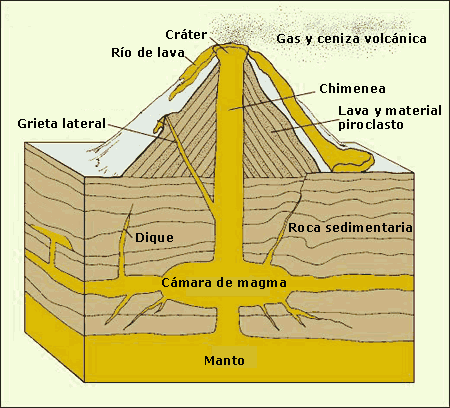 Cráter
Gas y ceniza volcánica
Río de lava
Chimenea
Lava y material
piroclasto
Grieta lateral
Roca sedimentaria
Dique
Cámara de magma
Manto